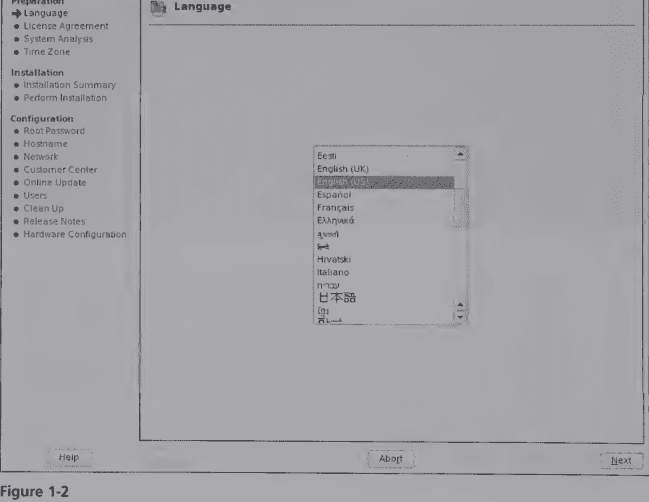 Preparation
Language
License Agreement
System Analysis
Time Zone
Installation
Installation Summary
Perform Installation
Configuration
Root Password
Hostname
Network
Customer Center
Online Update
Users
Clean Up
Release Notes
Hardware Configuration
Language
Eesti
English (UK)
English (US)
Español
Français
Ελληνικά
ગુજરાતી
हिन्दी
Hrvatski
Italiano
עברית
日本語
Help
Abort
Next
Figure 1-2